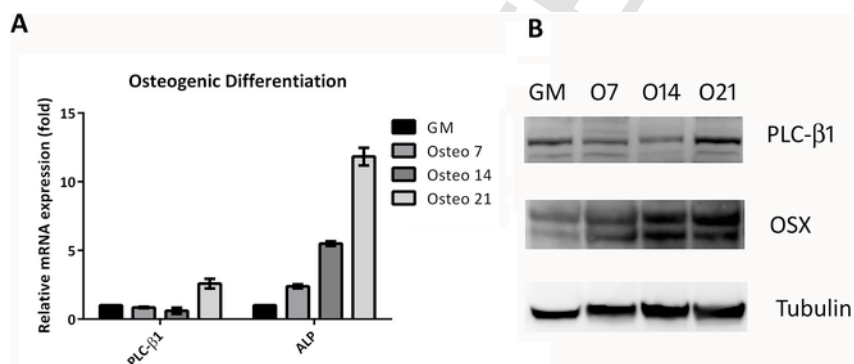 A
Osteogenic Differentiation
Relative mRNA expression (fold)
15
10
5
0
PLC-β1
ALP
GM
Osteo 7
Osteo 14
Osteo 21
B
GM O7 O14 O21
PLC-β1
OSX
Tubulin